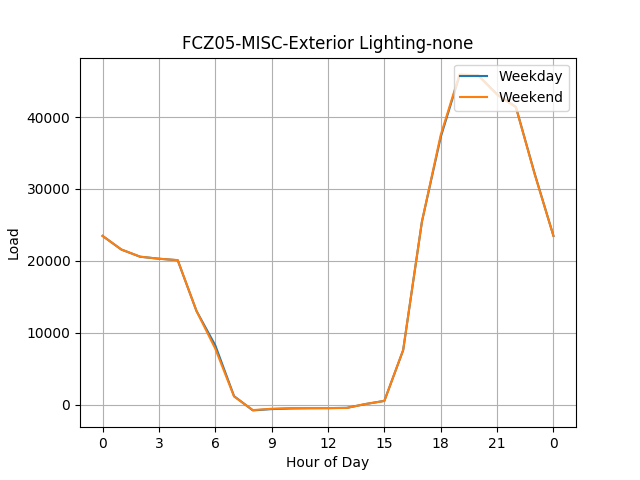 FCZ05-MISC-Exterior Lighting-none
Weekday
Weekend
40000
30000
20000
10000
0
Load
0 3 6 9 12 15 18 21 0
Hour of Day